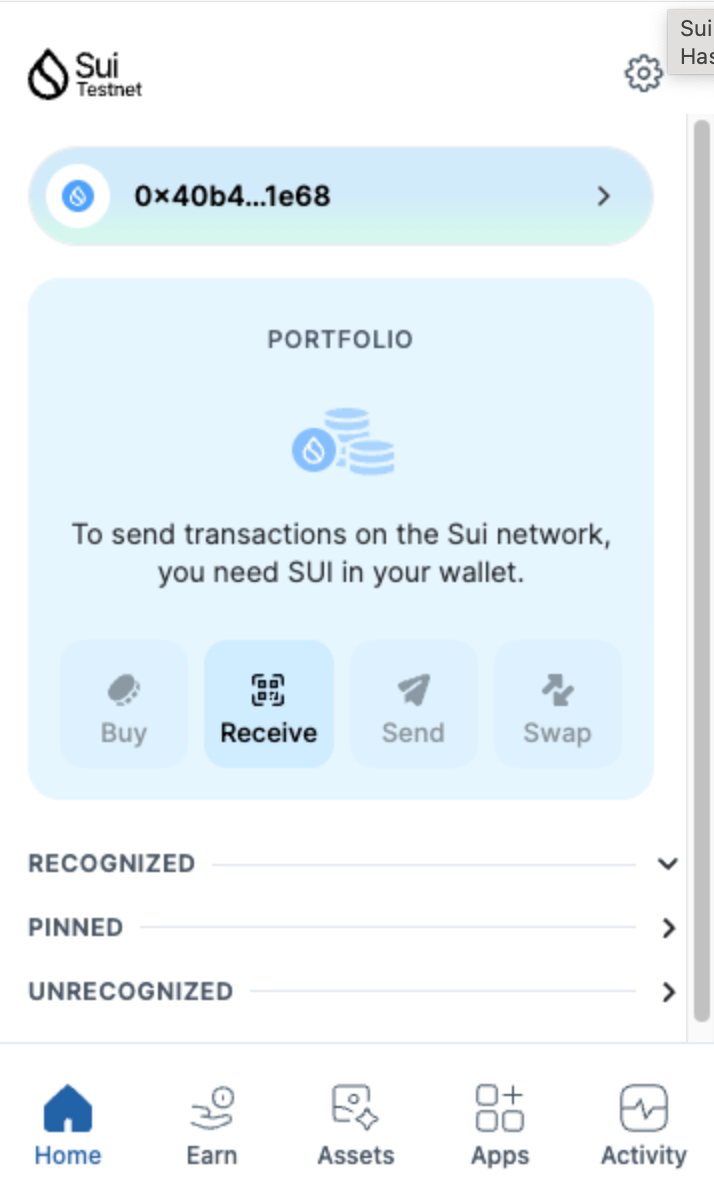 Sui
Has
Sui
Testnet
0×40b4...1e68
PORTFOLIO
To send transactions on the Sui network,
you need SUI in your wallet.
Buy
Receive
Send
Swap
RECOGNIZED
PINNED
UNRECOGNIZED
Home
Earn
Assets
Apps
Activity